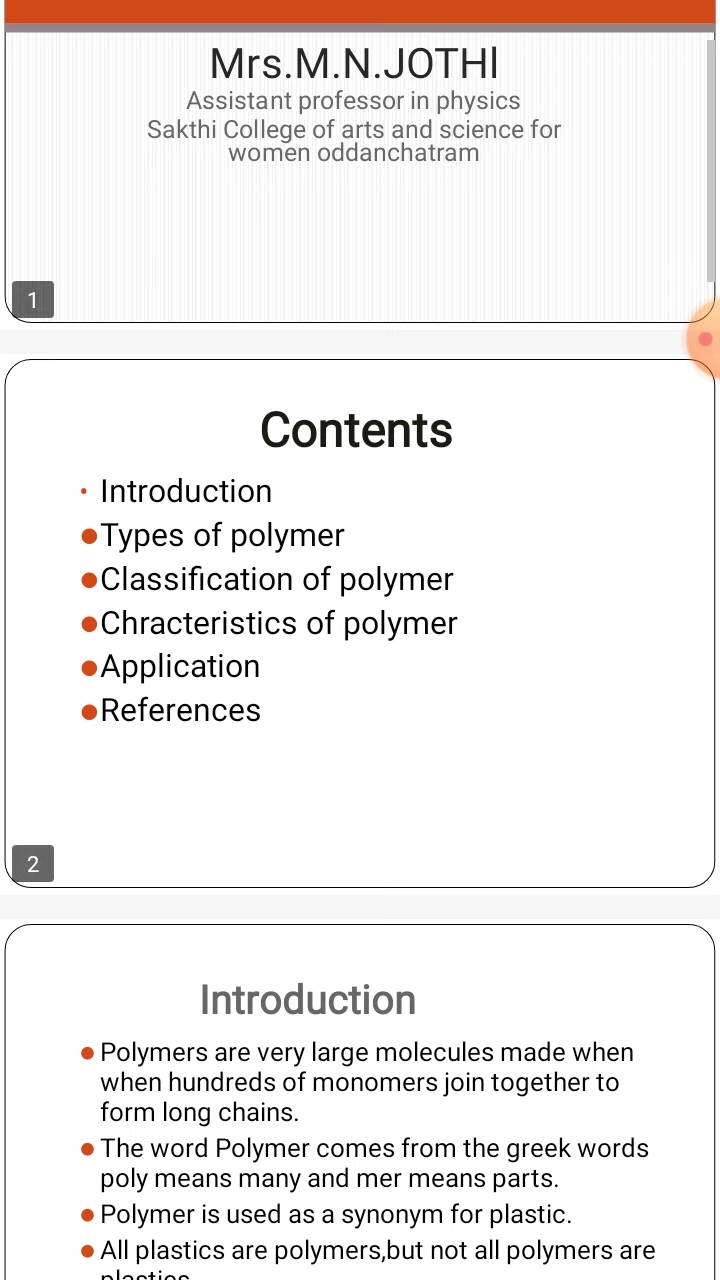 Mrs.M.N.JOTHl
Assistant professor in physics
Sakthi College of arts and science for
women oddanchatram
1
Contents
• Introduction
●Types of polymer
●Classification of polymer
●Chracteristics of polymer
●Application
●References
2
Introduction
● Polymers are very large molecules made when
when hundreds of monomers join together to
form long chains.
● The word Polymer comes from the greek words
poly means many and mer means parts.
● Polymer is used as a synonym for plastic.
● All plastics are polymers,but not all polymers are
plastics